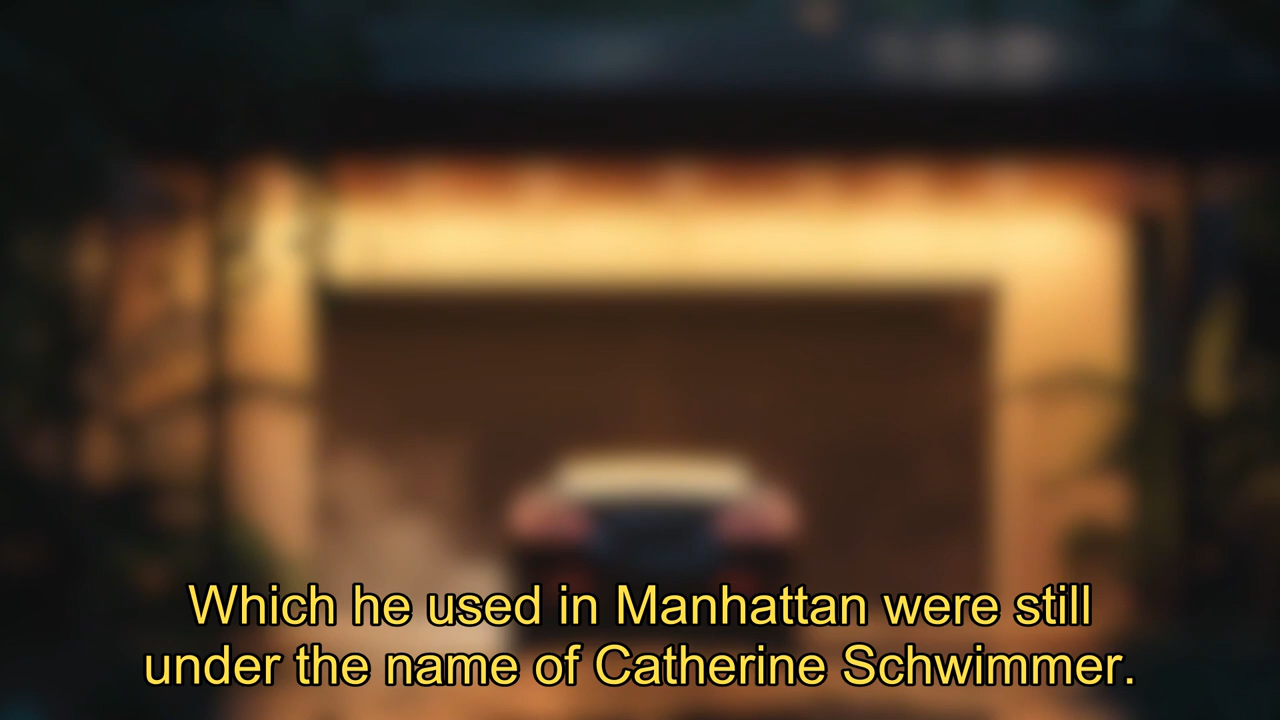 Which he used in Manhattan were still
under the name of Catherine Schwimmer.